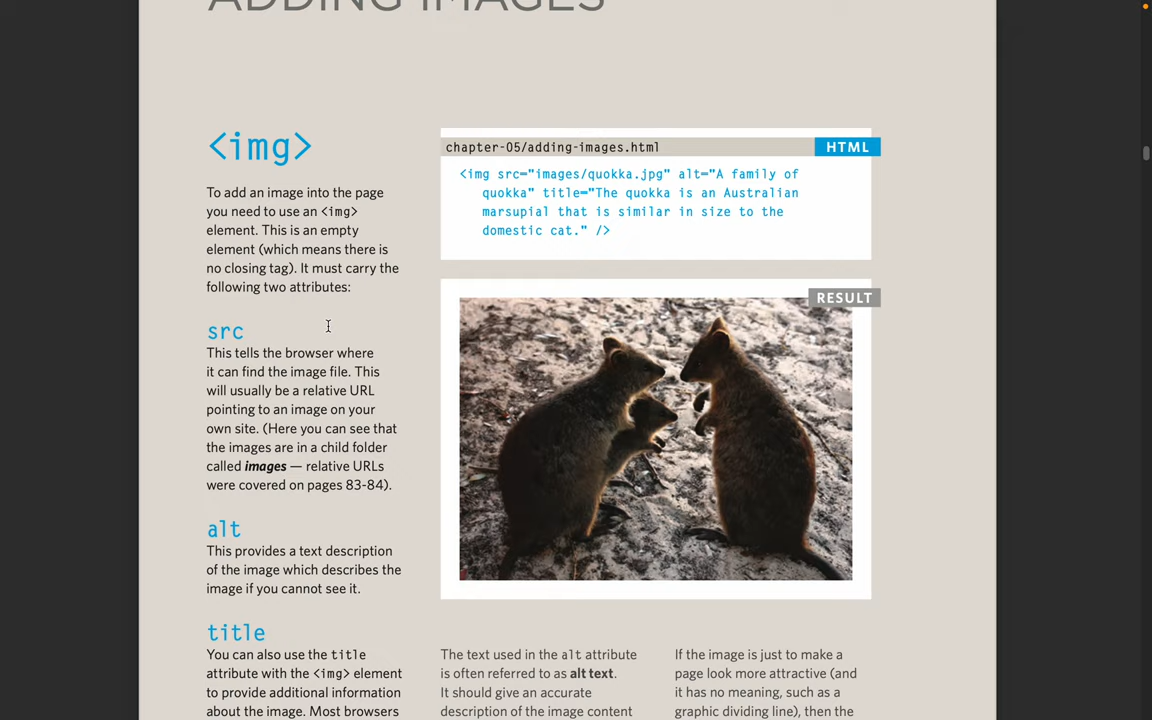 ADDING IMAGES
<img>
To add an image into the page
you need to use an <img>
element. This is an empty
element (which means there is
no closing tag). It must carry the
following two attributes:
src
This tells the browser where
it can find the image file. This
will usually be a relative URL
pointing to an image on your
own site. (Here you can see that
the images are in a child folder
called images — relative URLs
were covered on pages 83-84).
alt
This provides a text description
of the image which describes the
image if you cannot see it.
title
You can also use the title
attribute with the <img> element
to provide additional information
about the image. Most browsers
chapter-05/adding-images.html
HTML
<img src="images/quokka.jpg" alt="A family of
quokka" title="The quokka is an Australian
marsupial that is similar in size to the
domestic cat." />
RESULT
The text used in the alt attribute
is often referred to as alt text.
It should give an accurate
description of the image content
If the image is just to make a
page look more attractive (and
it has no meaning, such as a
graphic dividing line), then the